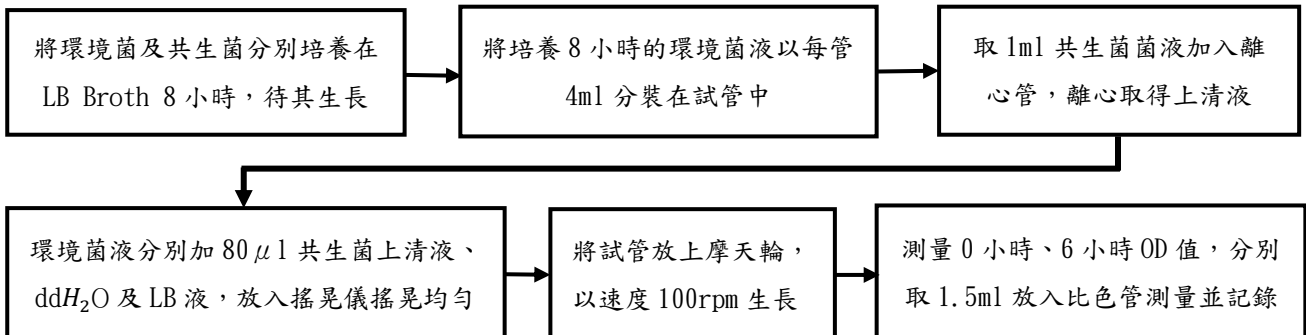 將環境菌及共生菌分別培養在
LB Broth 8 小時，待其生長
將培養 8 小時的環境菌液以每管
4ml 分裝在試管中
取 1ml 共生菌菌液加入離
心管，離心取得上清液
環境菌液分別加 80μl 共生菌上清液、
ddH₂O 及 LB 液，放入搖晃儀搖晃均勻
將試管放上摩天輪，
以速度 100rpm 生長
測量 0 小時、6 小時 OD 值，分別
取 1.5ml 放入比色管測量並記錄